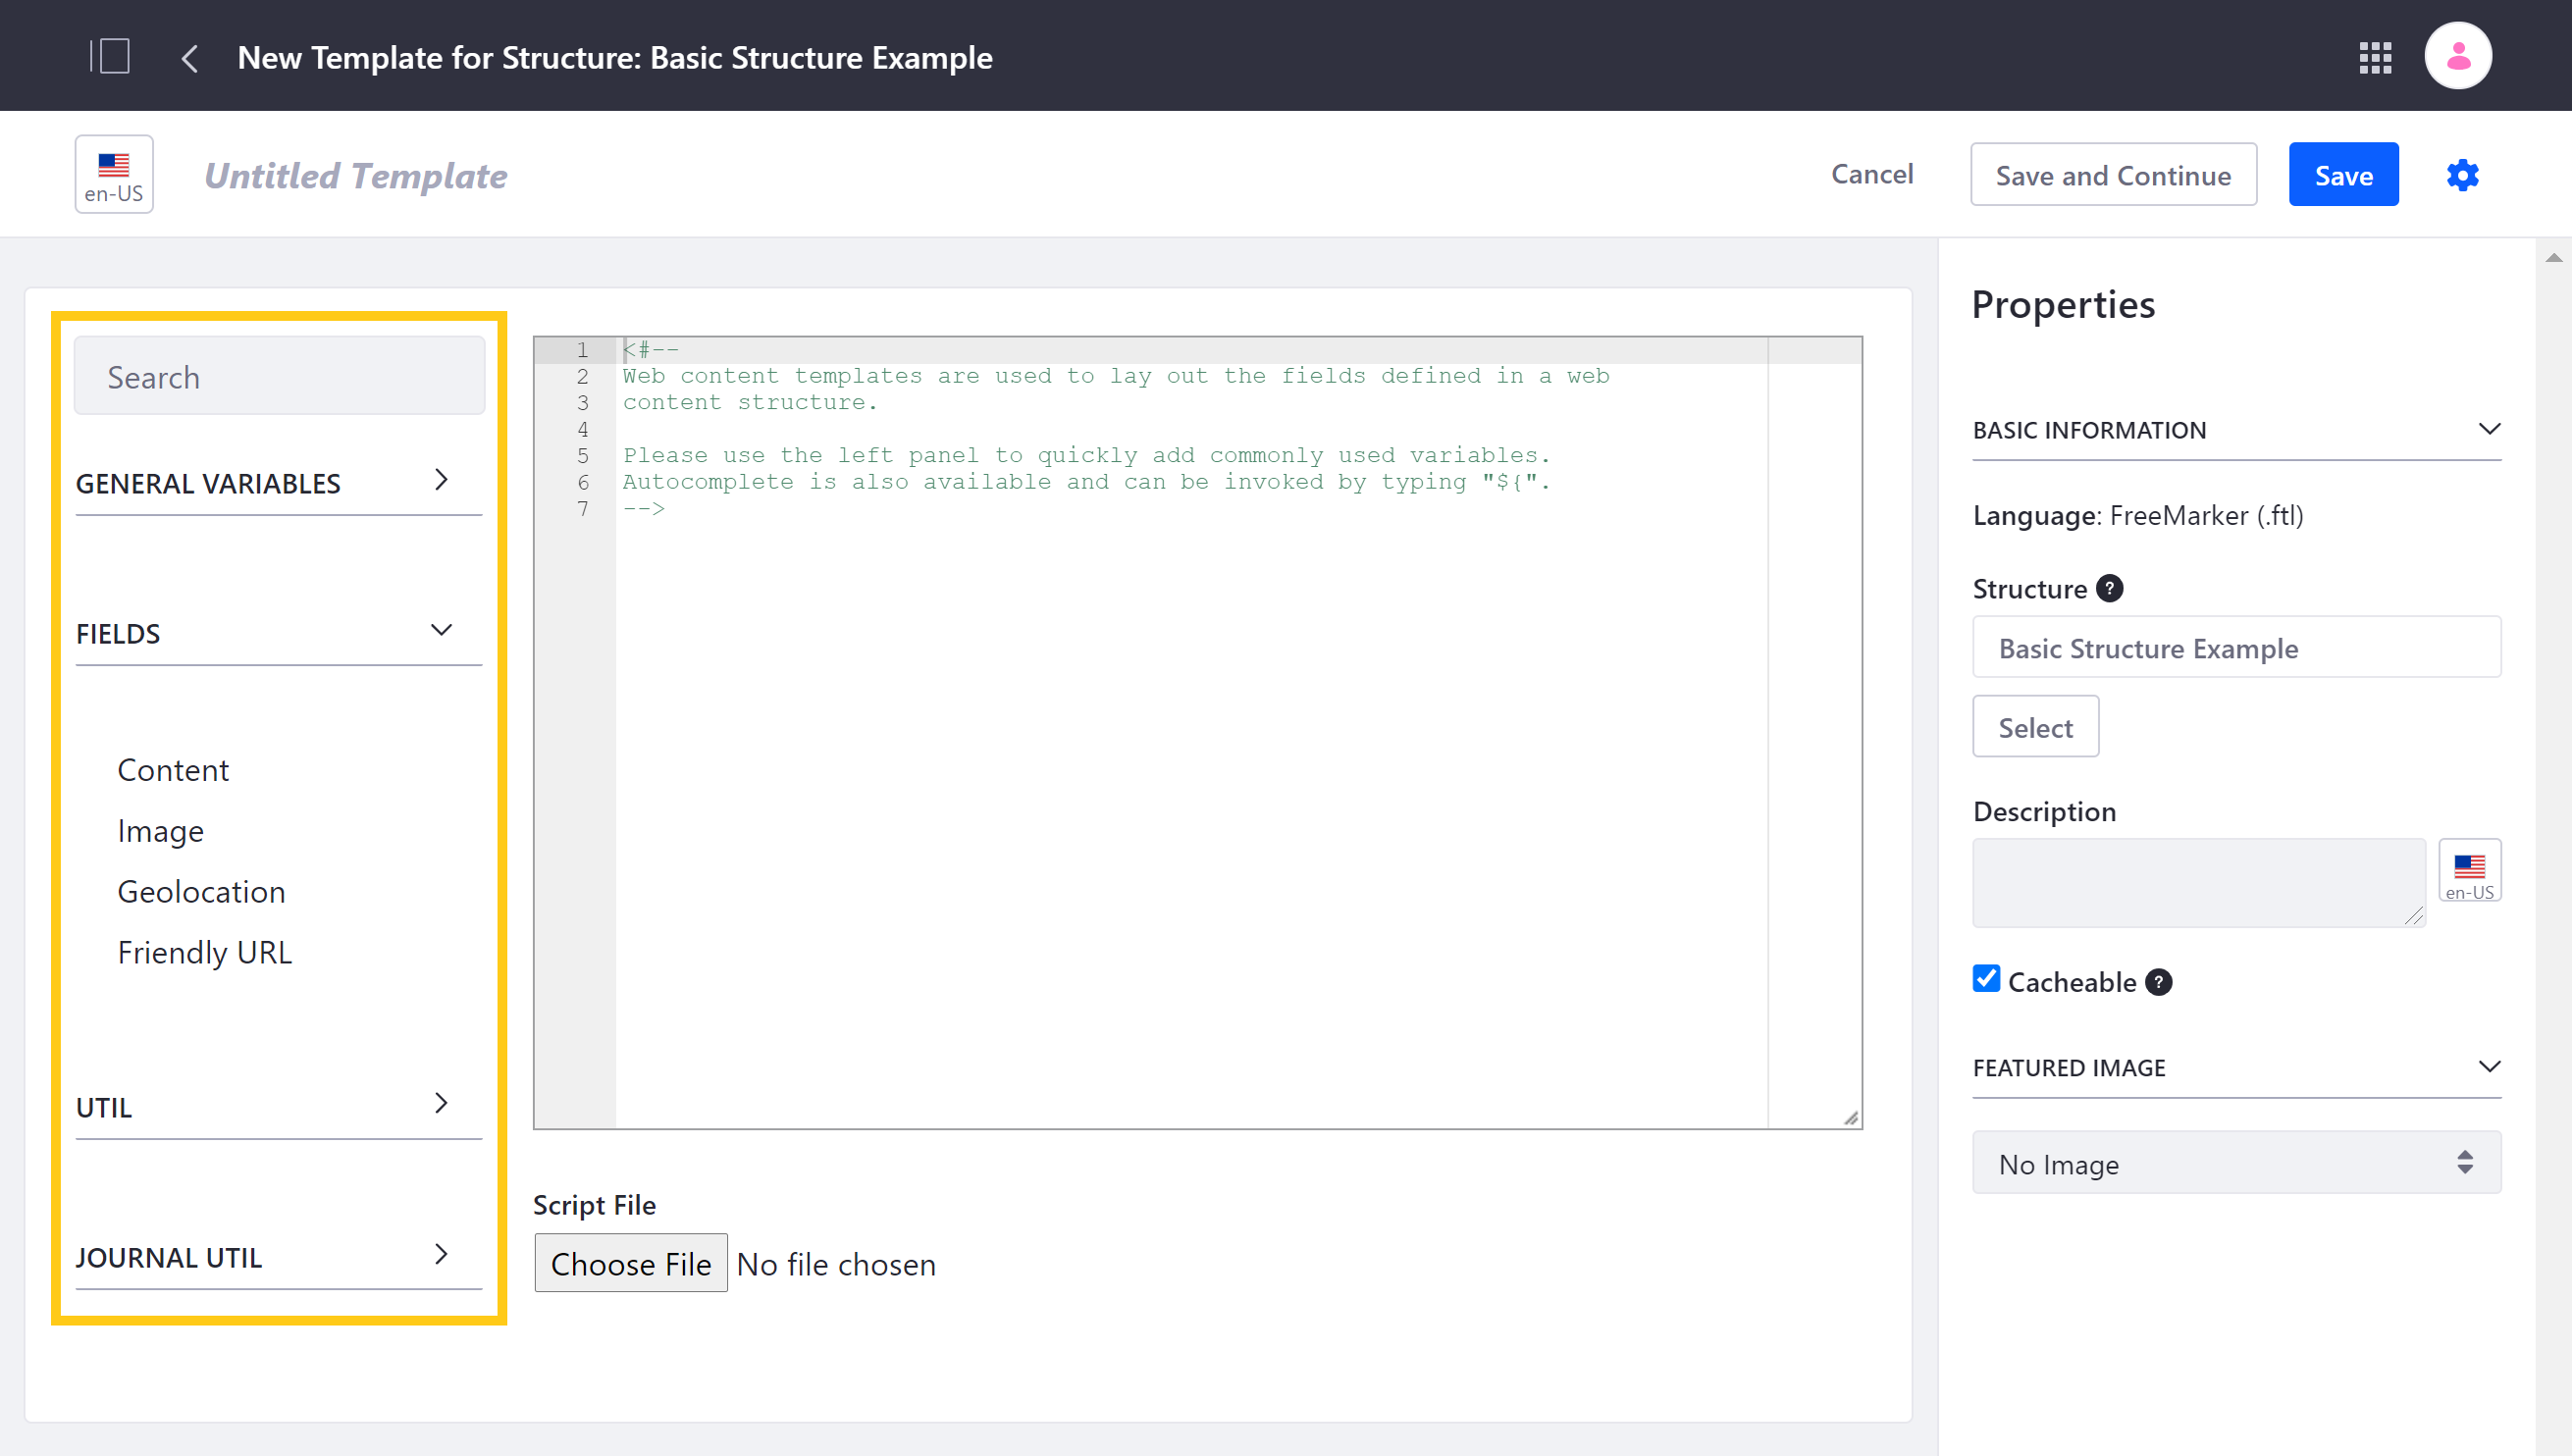 New Template for Structure: Basic Structure Example
en-US
Untitled Template
Cancel
Save and Continue
Save
Search
GENERAL VARIABLES
FIELDS
Content
Image
Geolocation
Friendly URL
UTIL
JOURNAL UTIL
1 <#--
2 Web content templates are used to lay out the fields defined in a web
3 content structure.
4
5 Please use the left panel to quickly add commonly used variables.
6 Autocomplete is also available and can be invoked by typing "${".
7 -->
Script File
Choose File No file chosen
Properties
BASIC INFORMATION
Language: FreeMarker (.ftl)
Structure ?
Basic Structure Example
Select
Description
en-US
Cacheable ?
FEATURED IMAGE
No Image